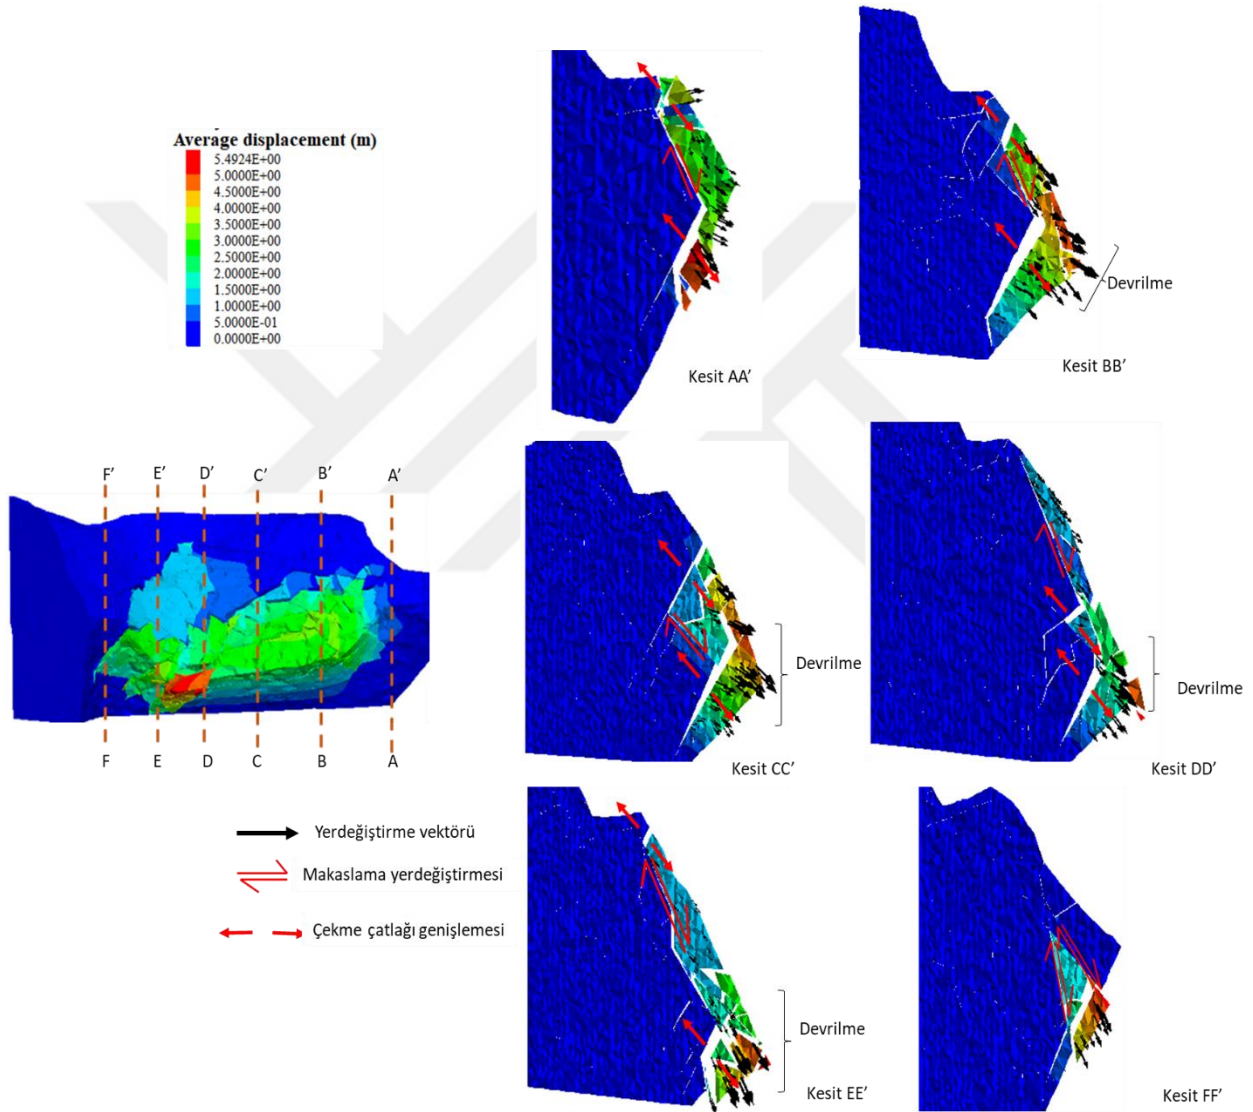 Average displacement (m)
5.4924E+00
5.0000E+00
4.5000E+00
4.0000E+00
3.5000E+00
3.0000E+00
2.5000E+00
2.0000E+00
1.5000E+00
1.0000E+00
5.0000E-01
0.0000E+00
Kesit AA’
Devrilme
Kesit BB’
F’ E’ D’ C’ B’ A’
F E D C B A
Devrilme
Kesit CC’
Devrilme
Kesit DD’
Yerdeğiştirme vektörü
Makaslama yerdeğiştirmesi
Çekme çatlağı genişlemesi
Devrilme
Kesit EE’
Kesit FF’